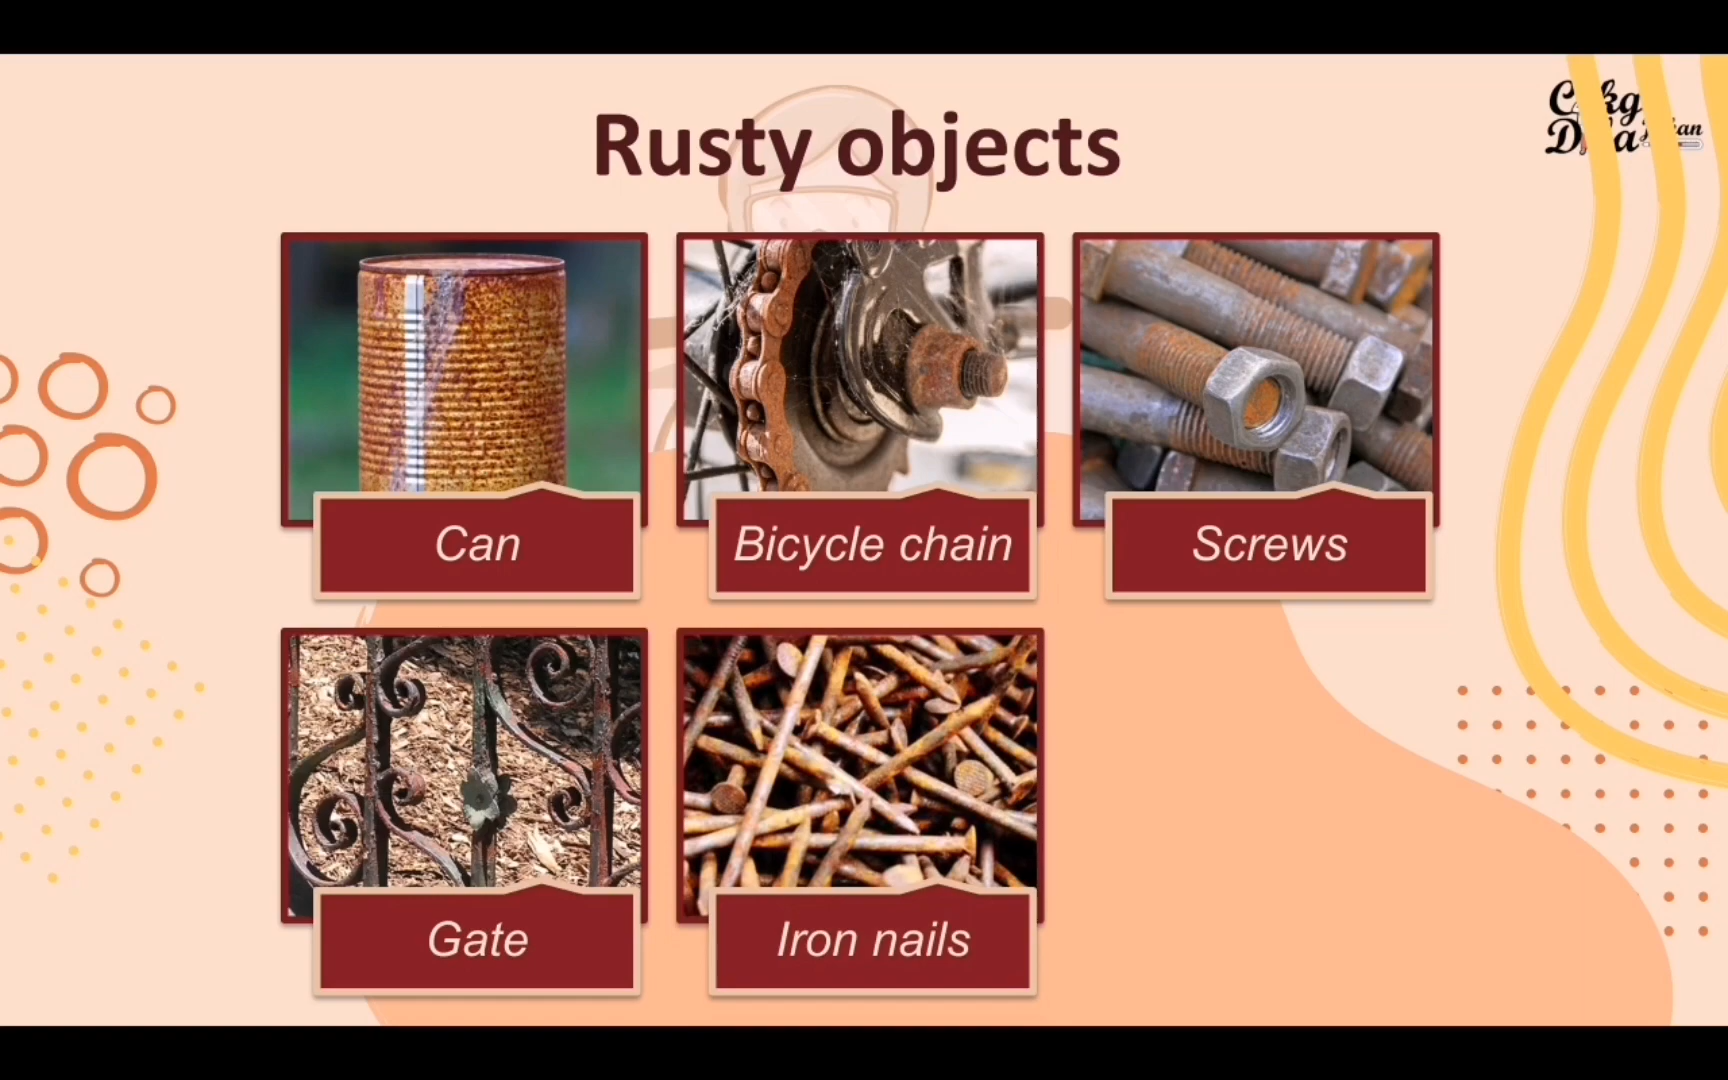 Rusty objects
Can
Bicycle chain
Screws
Gate
Iron nails